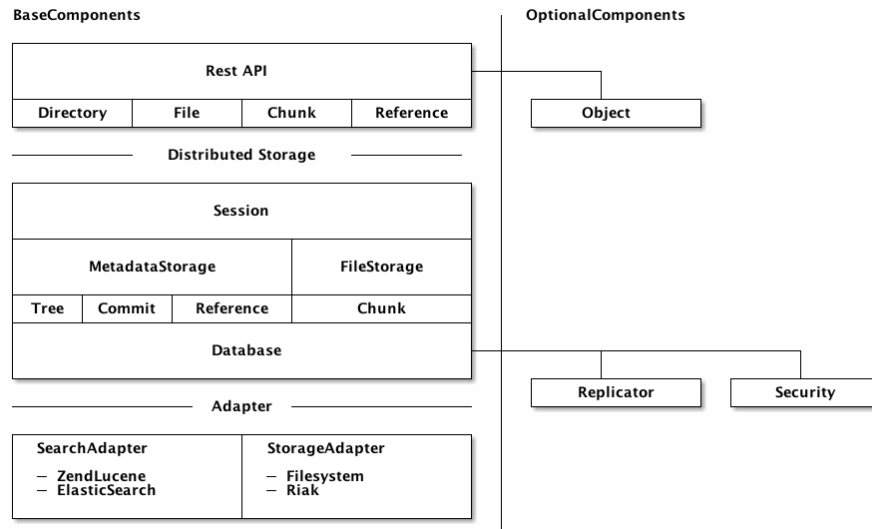 BaseComponents
OptionalComponents
Rest API
Directory
File
Chunk
Reference
Object
Distributed Storage
Session
MetadataStorage
FileStorage
Tree
Commit
Reference
Chunk
Database
Replicator
Security
Adapter
SearchAdapter
– ZendLucene
– ElasticSearch
StorageAdapter
– Filesystem
– Riak